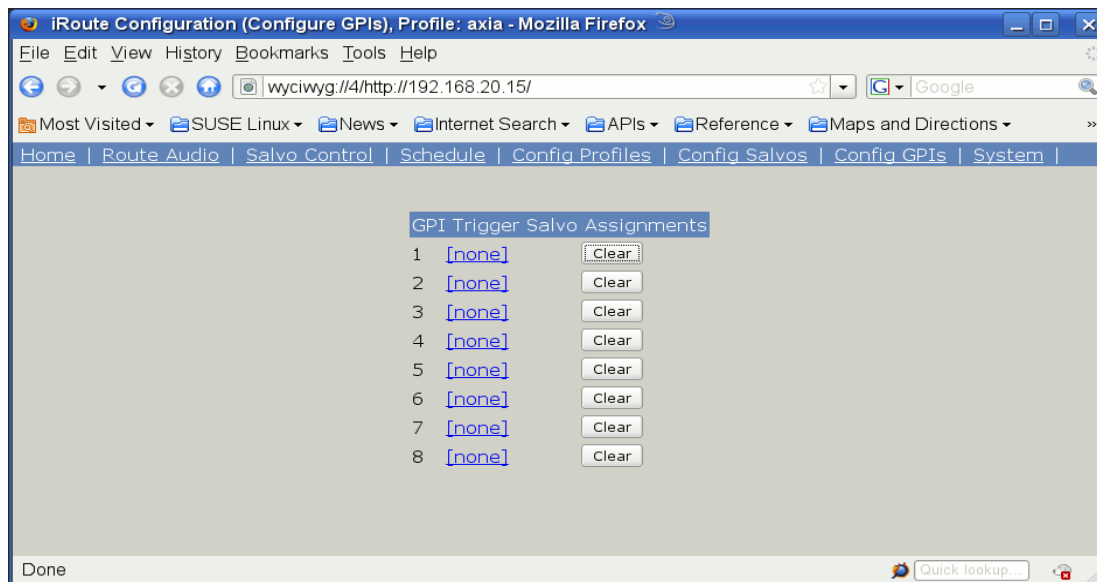 iRoute Configuration (Configure GPIs), Profile: axia - Mozilla Firefox
File Edit View History Bookmarks Tools Help
wyciwyg://4/http://192.168.20.15/ G Google
Most Visited SUSE Linux News Internet Search APIs Reference Maps and Directions »
Home | Route Audio | Salvo Control | Schedule | Config Profiles | Config Salvos | Config GPIs | System |
GPI Trigger Salvo Assignments
1 [none] Clear
2 [none] Clear
3 [none] Clear
4 [none] Clear
5 [none] Clear
6 [none] Clear
7 [none] Clear
8 [none] Clear
Done Quick lookup...